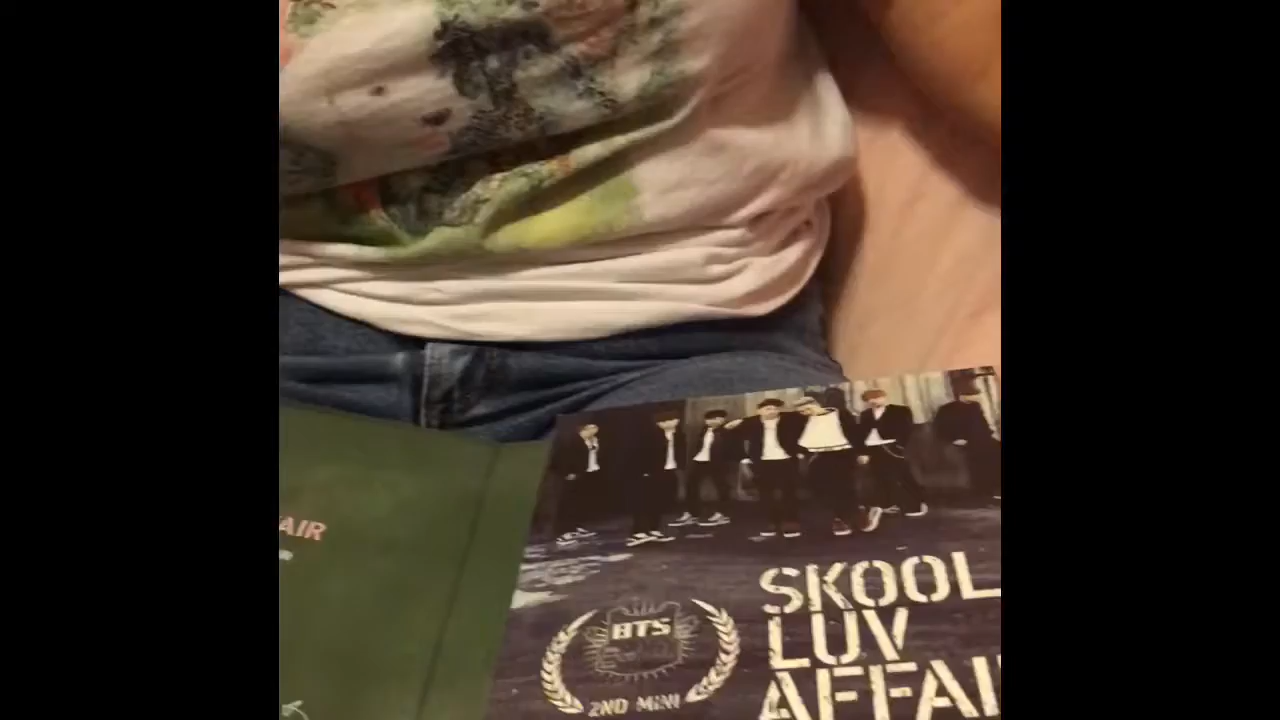 AIR
SKOOL
LUV
AFFAI
BTS
2ND MINI